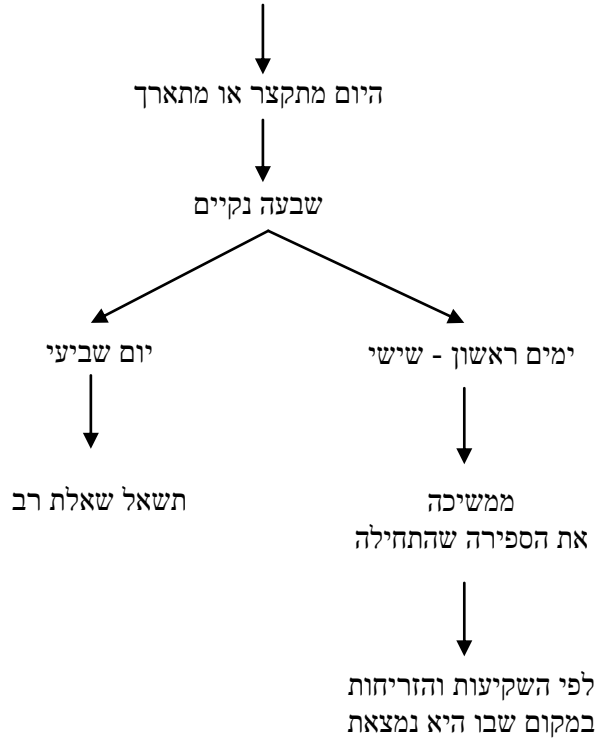 היום מתקצר או מתארך
שבעה נקיים
ימים ראשון - שישי
יום שביעי
ממשיכה
את הספירה שהתחילה
תשאל שאלת רב
לפי השקיעות והזריחות
במקום שבו היא נמצאת